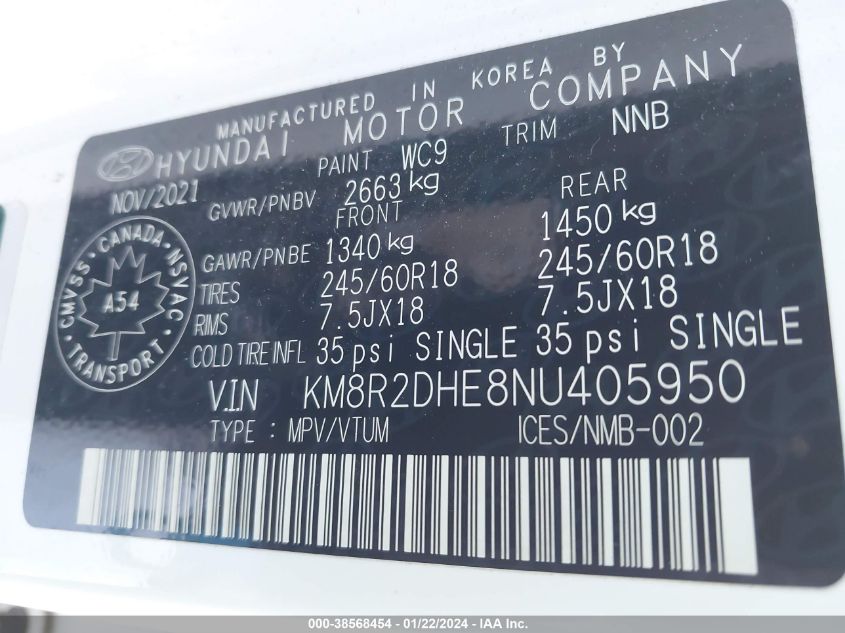 MANUFACTURED IN KOREA BY
HYUNDAI MOTOR COMPANY
NOV/2021 PAINT WC9 TRIM NNB
GVWR/PNBV 2663 kg
FRONT REAR
GAWR/PNBE 1340 kg 1450 kg
TIRES 245/60R18 245/60R18
RIMS 7.5JX18 7.5JX18
COLD TIRE INFL 35 psi SINGLE 35 psi SINGLE
CMVSS · CANADA · NSVAC
A54
· TRANSPORT ·
V.I.N KM8R2DHE8NU405950
TYPE : MPV/VTUM ICES/NMB-002
000-38568454 - 01/22/2024 - IAA Inc.